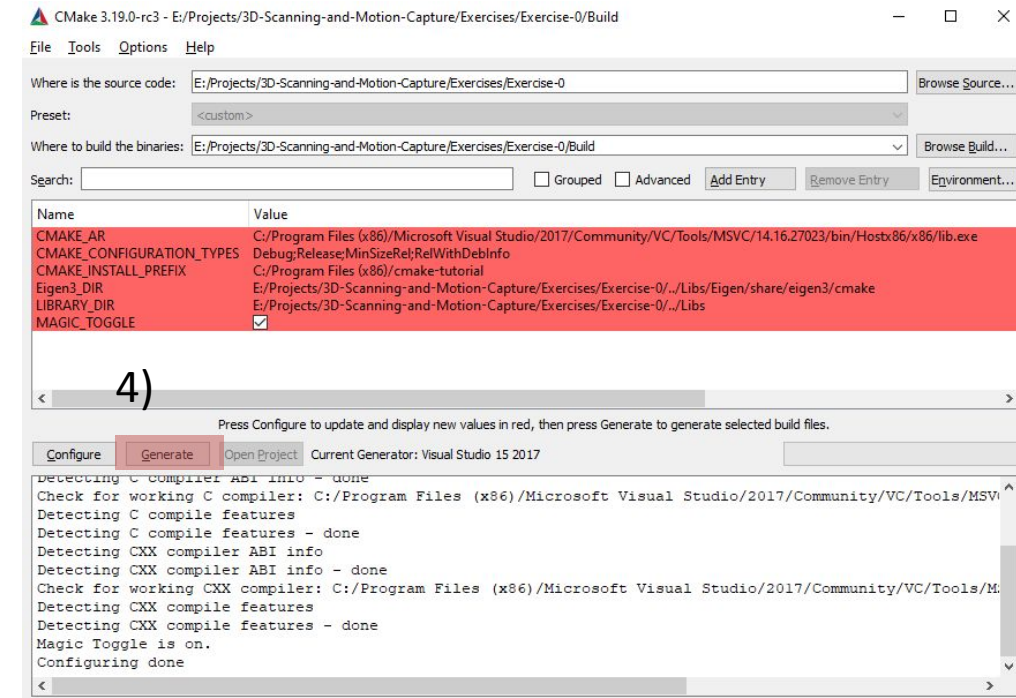 CMake 3.19.0-rc3 - E:/Projects/3D-Scanning-and-Motion-Capture/Exercises/Exercise-0/Build
File Tools Options Help
Where is the source code: E:/Projects/3D-Scanning-and-Motion-Capture/Exercises/Exercise-0 Browse Source...
Preset: <custom>
Where to build the binaries: E:/Projects/3D-Scanning-and-Motion-Capture/Exercises/Exercise-0/Build Browse Build...
Search: Grouped Advanced Add Entry Remove Entry Environment...
Name Value
CMAKE_AR C:/Program Files (x86)/Microsoft Visual Studio/2017/Community/VC/Tools/MSVC/14.16.27023/bin/Hostx86/x86/lib.exe
CMAKE_CONFIGURATION_TYPES Debug;Release;MinSizeRel;RelWithDebInfo
CMAKE_INSTALL_PREFIX C:/Program Files (x86)/cmake-tutorial
Eigen3_DIR E:/Projects/3D-Scanning-and-Motion-Capture/Exercises/Exercise-0/../Libs/Eigen/share/eigen3/cmake
LIBRARY_DIR E:/Projects/3D-Scanning-and-Motion-Capture/Exercises/Exercise-0/../Libs
MAGIC_TOGGLE
4)
Press Configure to update and display new values in red, then press Generate to generate selected build files.
Configure Generate Open Project Current Generator: Visual Studio 15 2017
Detecting C compiler ABI info - done
Check for working C compiler: C:/Program Files (x86)/Microsoft Visual Studio/2017/Community/VC/Tools/MSV
Detecting C compile features
Detecting C compile features - done
Detecting CXX compiler ABI info
Detecting CXX compiler ABI info - done
Check for working CXX compiler: C:/Program Files (x86)/Microsoft Visual Studio/2017/Community/VC/Tools/M
Detecting CXX compile features
Detecting CXX compile features - done
Magic Toggle is on.
Configuring done